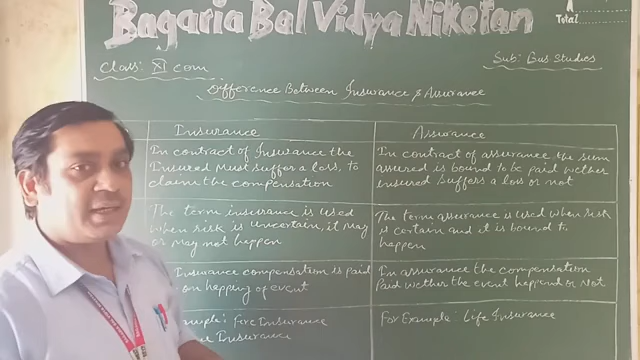 Bagaria Bal Vidya Niketan
A
Total
Class: XI com
Sub: Bus Studies
Difference Between Insurance & Assurance
Insurance
Assurance
In contract of Insurance the
Insured Must suffer a loss, to
claim the compensation
In contract of assurance the sum
assured is bound to be paid wether
insured suffers a loss or not
The term insurance is used
when risk is uncertain, it may
or may not happen
The term assurance is used when risk
is certain and it is bound to
happen
Insurance compensation is paid
on happing of event
In assurance the compensation
Paid wether the event happend or Not
Fire Insurance
Insurance
For Example: Life Insurance